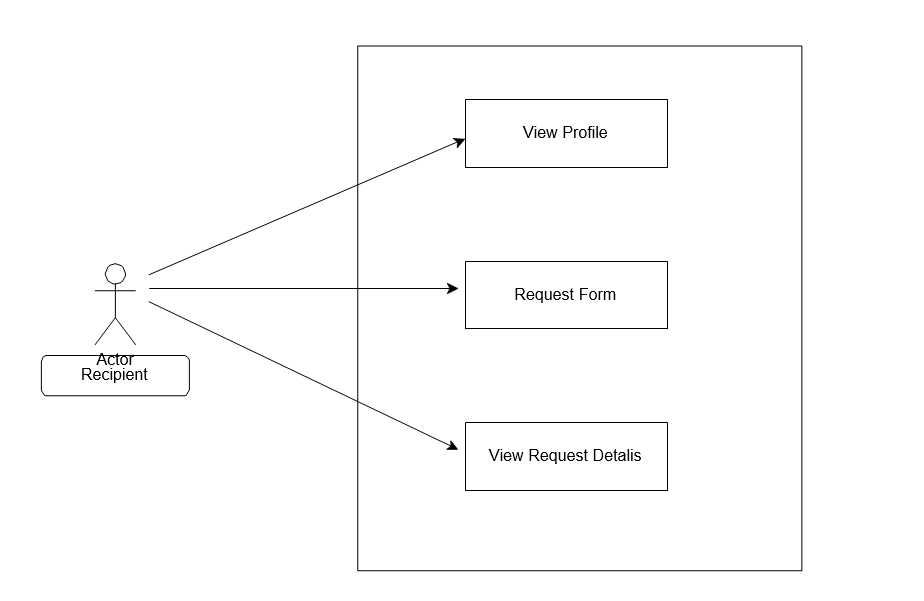 View Profile
Request Form
Actor
Recipient
View Request Detalis